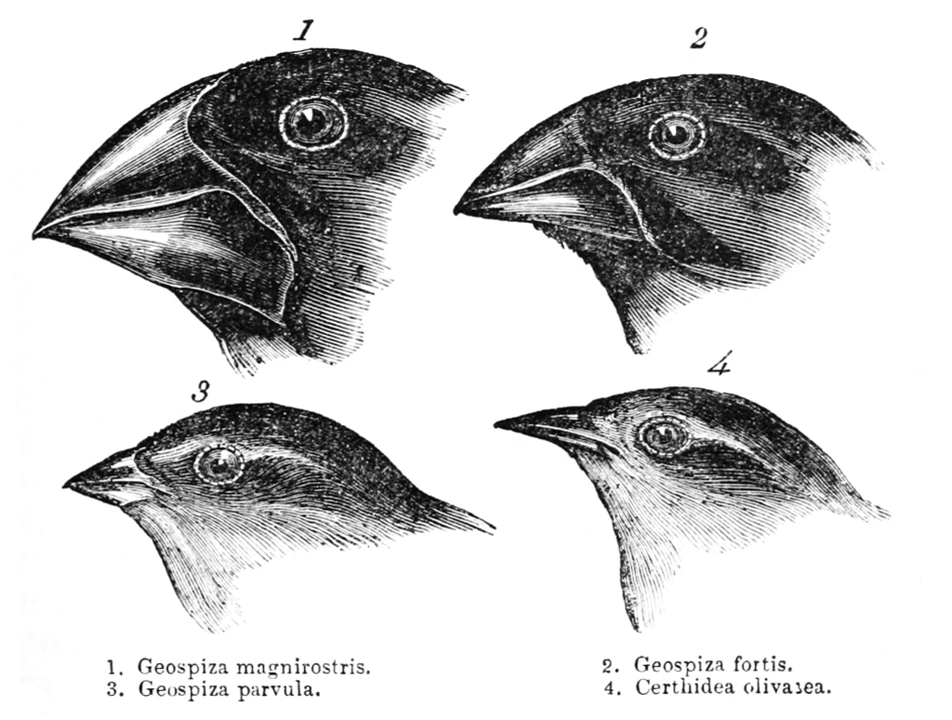 1
2
3
4
1. Geospiza magnirostris.
2. Geospiza fortis.
3. Geospiza parvula.
4. Certhidea olivasea.